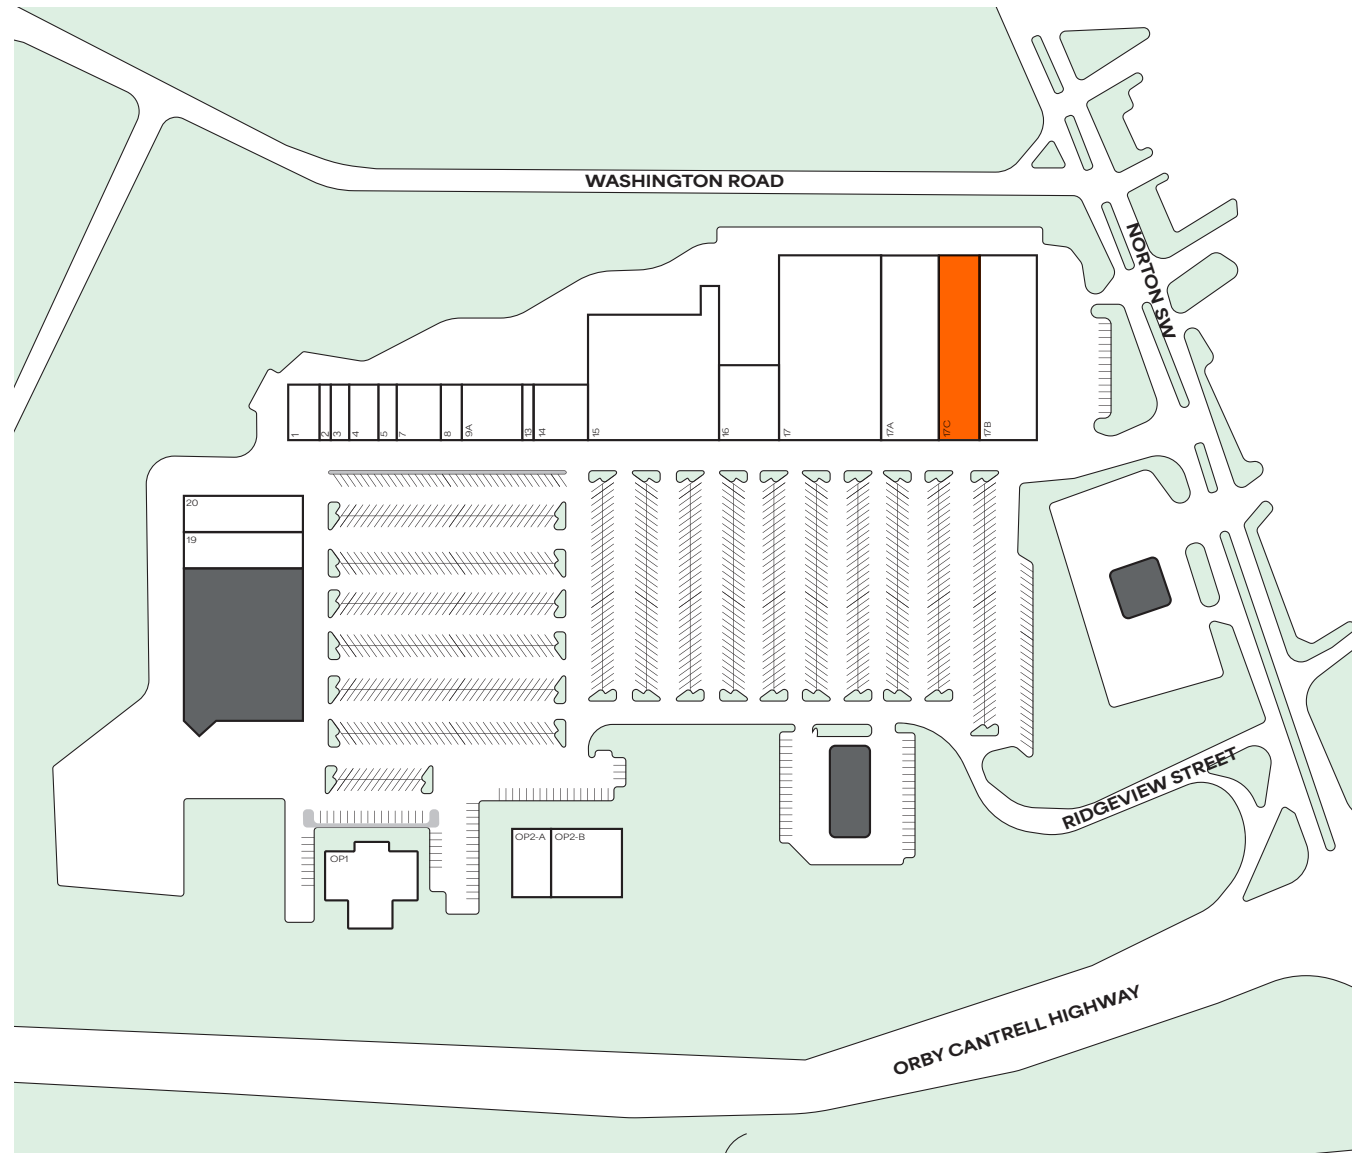 WASHINGTON ROAD
NORTON SW
1
2
3
4
5
7
8
9A
13
14
15
16
17
17A
17C
17B
20
19
RIDGEVIEW STREET
OP1
OP2-A
OP2-B
ORBY CANTRELL HIGHWAY